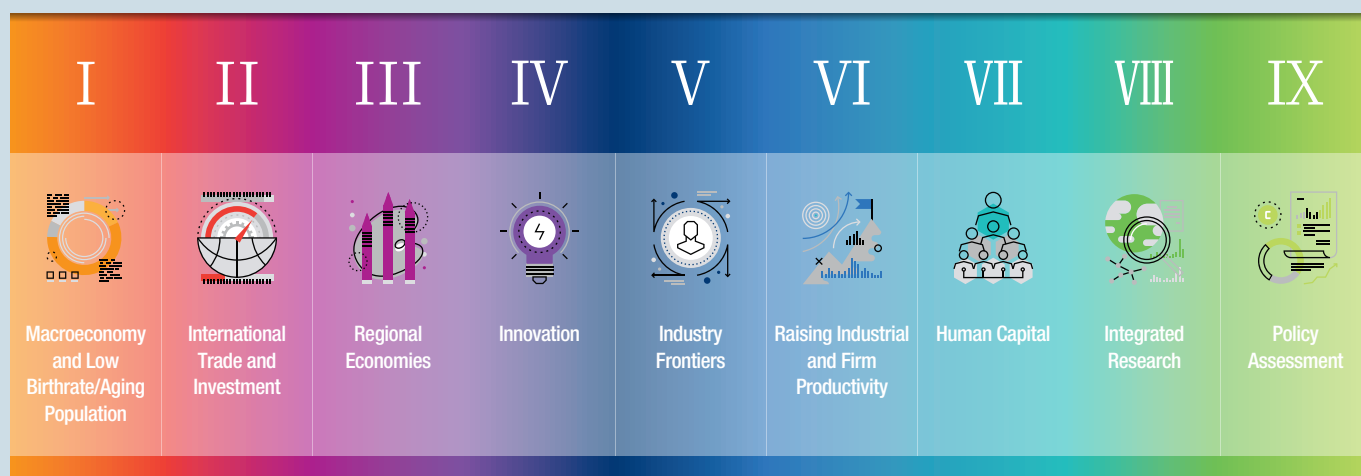 I II III IV V VI VII VIII IX
C
Macroeconomy
and Low
Birthrate/Aging
Population
International
Trade and
Investment
Regional
Economies
Innovation
Industry
Frontiers
Raising Industrial
and Firm
Productivity
Human Capital
Integrated
Research
Policy
Assessment